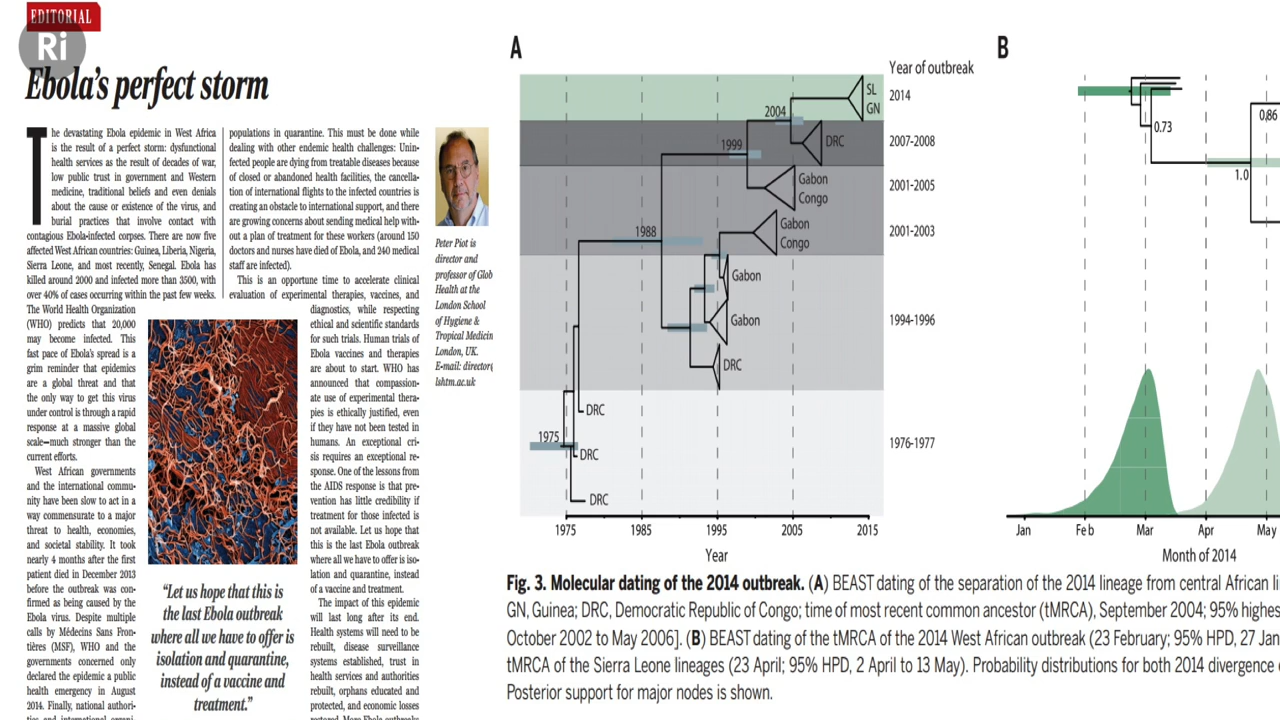 EDITORIAL
Ri
Ebola's perfect storm
The devastating Ebola epidemic in West Africa
is the result of a perfect storm: dysfunctional
health services as the result of decades of war,
low public trust in government and Western
medicine, traditional beliefs and even denials
about the cause or existence of the virus, and
burial practices that involve contact with
contagious Ebola-infected corpses. There are now five
affected West African countries: Guinea, Liberia, Nigeria,
Sierra Leone, and most recently, Senegal. Ebola has
killed around 2000 and infected more than 3500, with
over 40% of cases occurring within the past few weeks.
The World Health Organization
(WHO) predicts that 20,000
may become infected. This
fast pace of Ebola's spread is a
grim reminder that epidemics
are a global threat and that
the only way to get this virus
under control is through a rapid
response at a massive global
scale—much stronger than the
current efforts.
West African governments
and the international commu-
nity have been slow to act in a
way commensurate to a major
threat to health, economies,
and societal stability. It took
nearly 4 months after the first
patient died in December 2013
before the outbreak was con-
firmed as being caused by the
Ebola virus. Despite multiple
calls by Médecins Sans Fron-
tières (MSF), WHO and the
governments concerned only
declared the epidemic a public
health emergency in August
2014. Finally, national authori-
ties and international organi-
populations in quarantine. This must be done while
dealing with other endemic health challenges: Unin-
fected people are dying from treatable diseases because
of closed or abandoned health facilities, the cancella-
tion of international flights to the infected countries is
creating an obstacle to international support, and there
are growing concerns about sending medical help with-
out a plan of treatment for these workers (around 150
doctors and nurses have died of Ebola, and 240 medical
staff are infected).
This is an opportune time to accelerate clinical
evaluation of experimental therapies, vaccines, and
diagnostics, while respecting
ethical and scientific standards
for such trials. Human trials of
Ebola vaccines and therapies
are about to start. WHO has
announced that compassion-
ate use of experimental thera-
pies is ethically justified, even
if they have not been tested in
humans. An exceptional cri-
sis requires an exceptional re-
sponse. One of the lessons from
the AIDS response is that pre-
vention has little credibility if
treatment for those infected is
not available. Let us hope that
this is the last Ebola outbreak
where all we have to offer is iso-
lation and quarantine, instead
of a vaccine and treatment.
The impact of this epidemic
will last long after its end.
Health systems will need to be
rebuilt, disease surveillance
systems established, trust in
health services and authorities
rebuilt, orphans educated and
protected, and economic losses
restored. More Ebola outbreaks
"Let us hope that this is
the last Ebola outbreak
where all we have to offer is
isolation and quarantine,
instead of a vaccine and
treatment."
Peter Piot is
director and
professor of Glob
Health at the
London School
of Hygiene &
Tropical Medicin
London, UK.
E-mail: director
lshtm.ac.uk
A
Year of outbreak
SL
GN
2014
2004
DRC
2007-2008
1999
Gabon
Congo
2001-2005
Gabon
Congo
2001-2003
1988
Gabon
Gabon
1994-1996
DRC
DRC
1975
DRC
1976-1977
DRC
1975 1985 1995 2005 2015
Year
B
0.73
0.86
1.0
Jan Feb Mar Apr May
Month of 2014
Fig. 3. Molecular dating of the 2014 outbreak. (A) BEAST dating of the separation of the 2014 lineage from central African li
GN, Guinea; DRC, Democratic Republic of Congo; time of most recent common ancestor (tMRCA), September 2004; 95% highes
October 2002 to May 2006]. (B) BEAST dating of the tMRCA of the 2014 West African outbreak (23 February; 95% HPD, 27 Jan
tMRCA of the Sierra Leone lineages (23 April; 95% HPD, 2 April to 13 May). Probability distributions for both 2014 divergence
Posterior support for major nodes is shown.